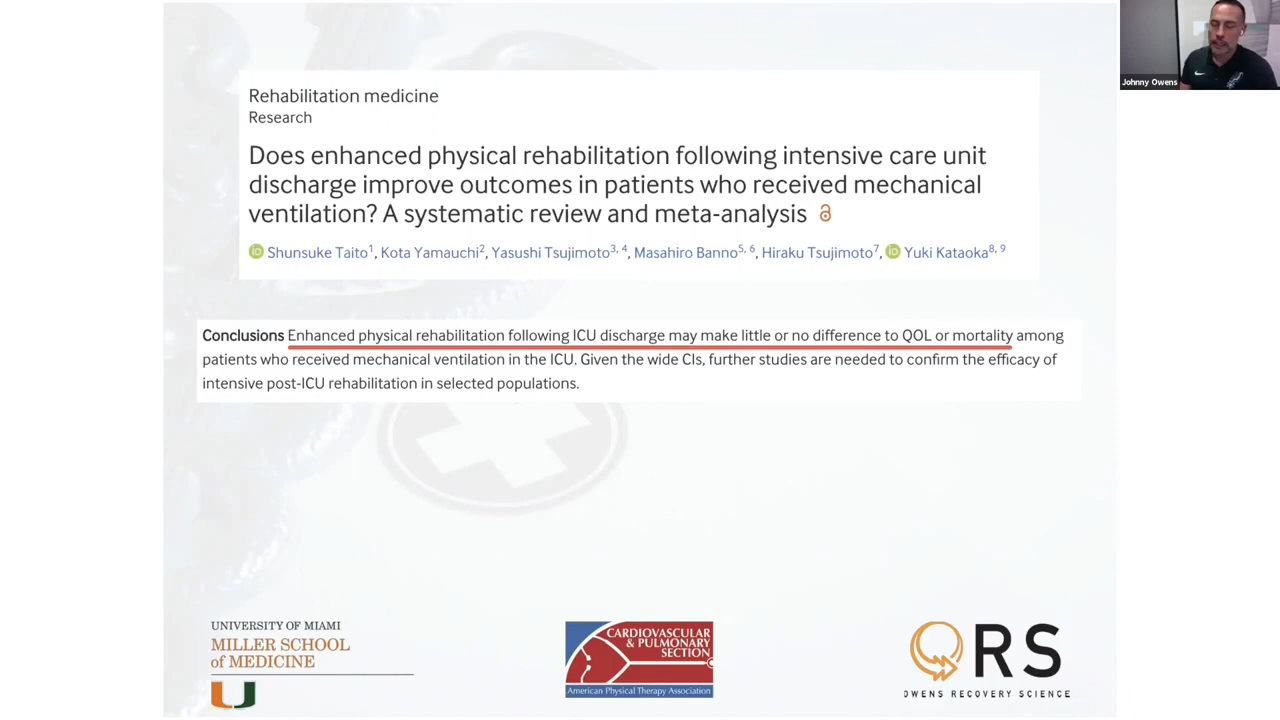 Johnny Owens
Rehabilitation medicine
Research
Does enhanced physical rehabilitation following intensive care unit
discharge improve outcomes in patients who received mechanical
ventilation? A systematic review and meta-analysis
iD Shunsuke Taito1, Kota Yamauchi2, Yasushi Tsujimoto3, 4, Masahiro Banno5, 6, Hiraku Tsujimoto7, iD Yuki Kataoka8, 9
Conclusions Enhanced physical rehabilitation following ICU discharge may make little or no difference to QOL or mortality among
patients who received mechanical ventilation in the ICU. Given the wide CIs, further studies are needed to confirm the efficacy of
intensive post-ICU rehabilitation in selected populations.
UNIVERSITY OF MIAMI
MILLER SCHOOL
of MEDICINE
U
CARDIOVASCULAR
& PULMONARY
SECTION
American Physical Therapy Association
ORS
OWENS RECOVERY SCIENCE